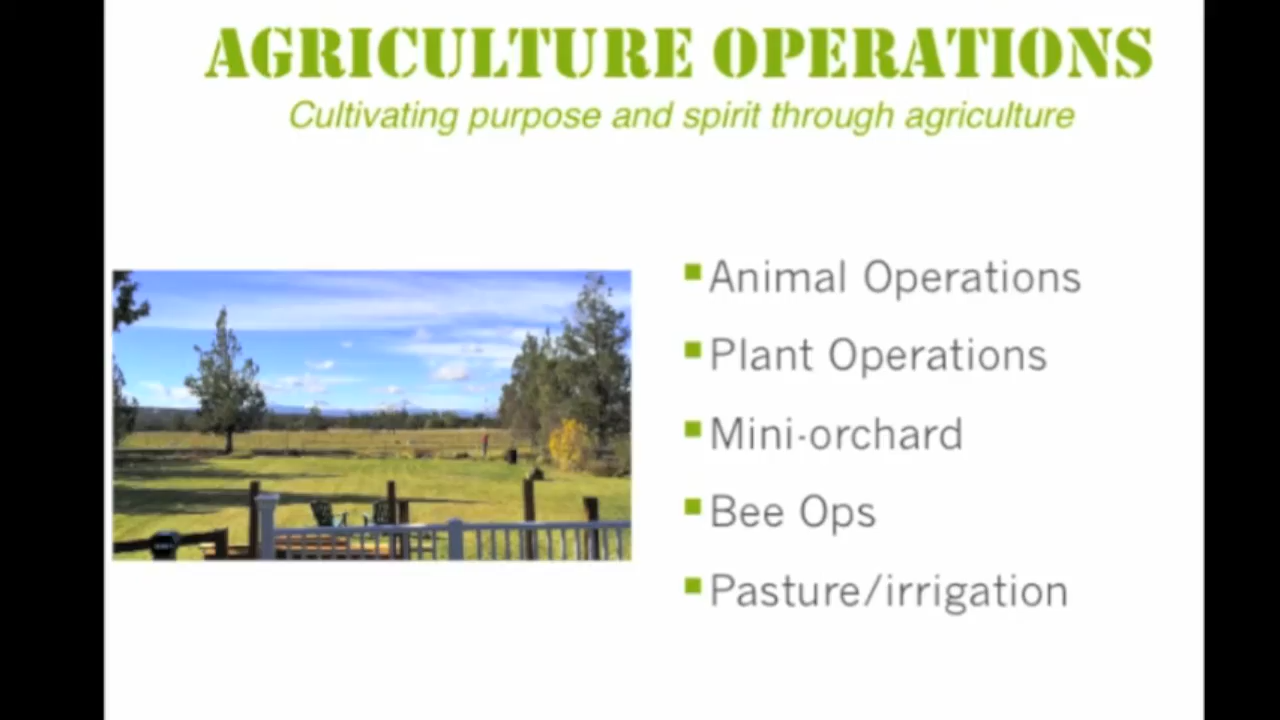 AGRICULTURE OPERATIONS
Cultivating purpose and spirit through agriculture
Animal Operations
Plant Operations
Mini-orchard
Bee Ops
Pasture/irrigation